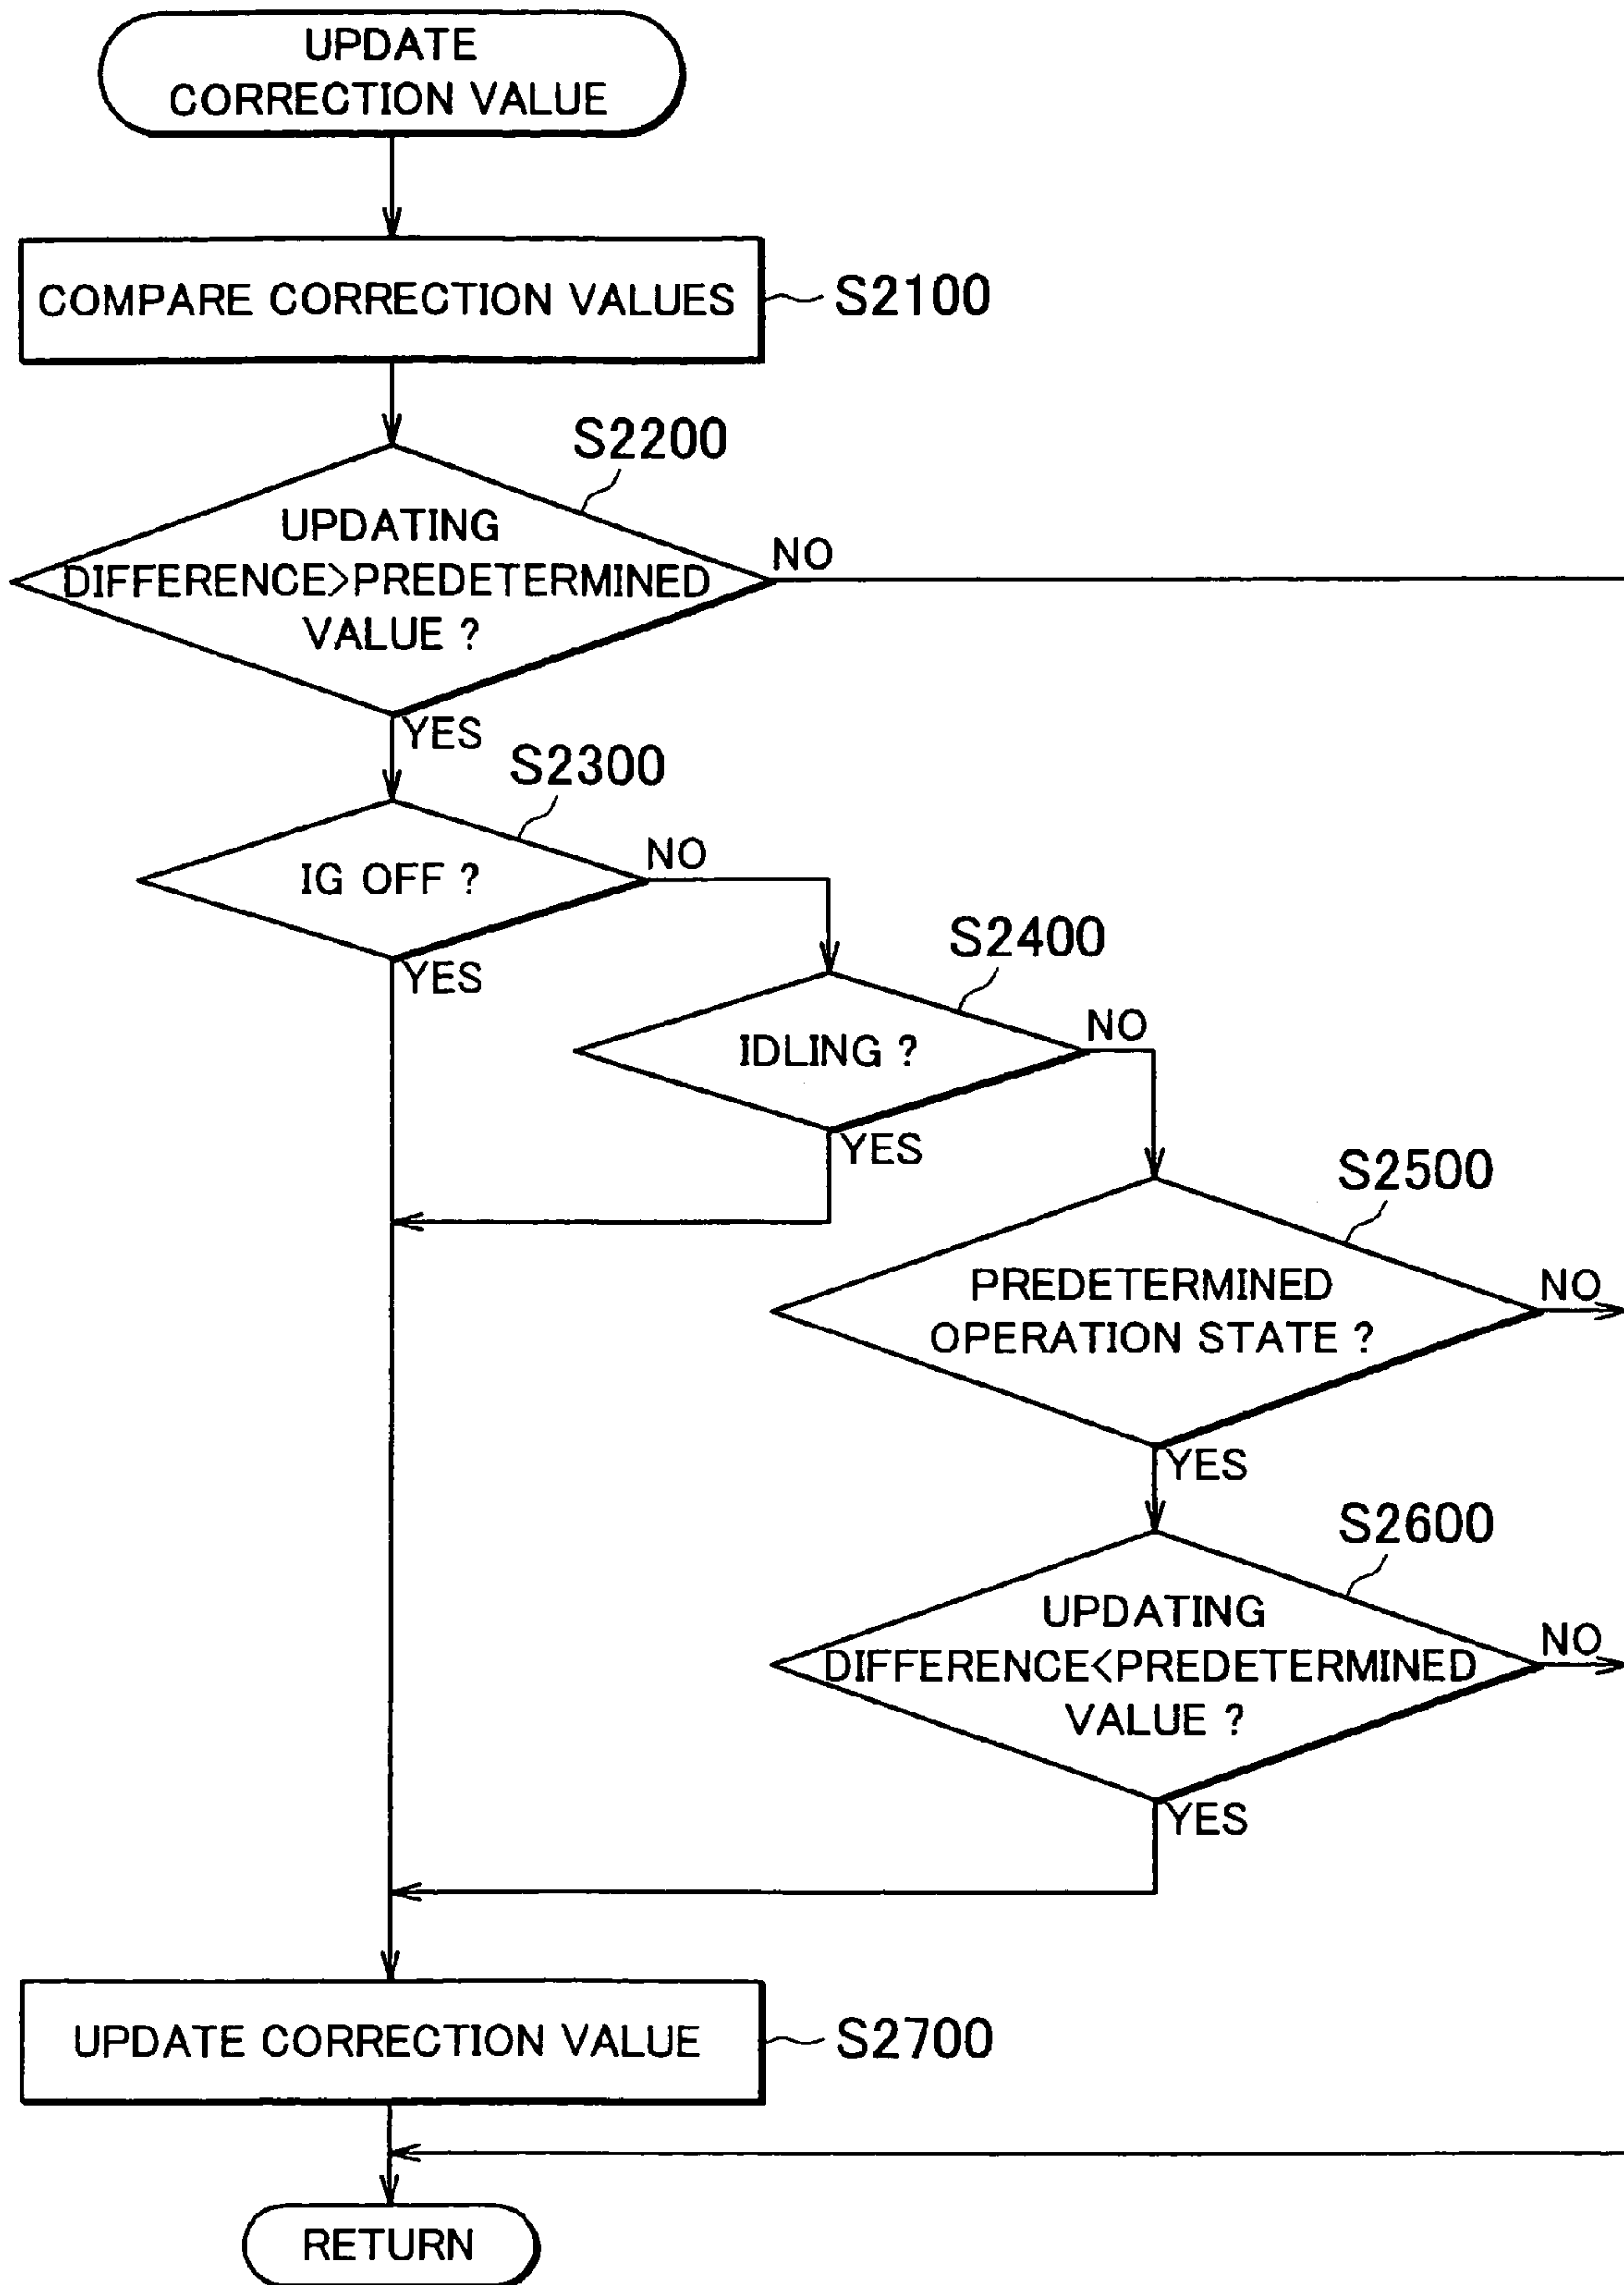 UPDATE
CORRECTION VALUE
COMPARE CORRECTION VALUES
S2100
S2200
UPDATING
DIFFERENCE>PREDETERMINED
VALUE ?
NO
YES
S2300
IG OFF ?
NO
YES
S2400
IDLING ?
NO
YES
S2500
PREDETERMINED
OPERATION STATE ?
NO
YES
S2600
UPDATING
DIFFERENCE<PREDETERMINED
VALUE ?
NO
YES
UPDATE CORRECTION VALUE
S2700
RETURN